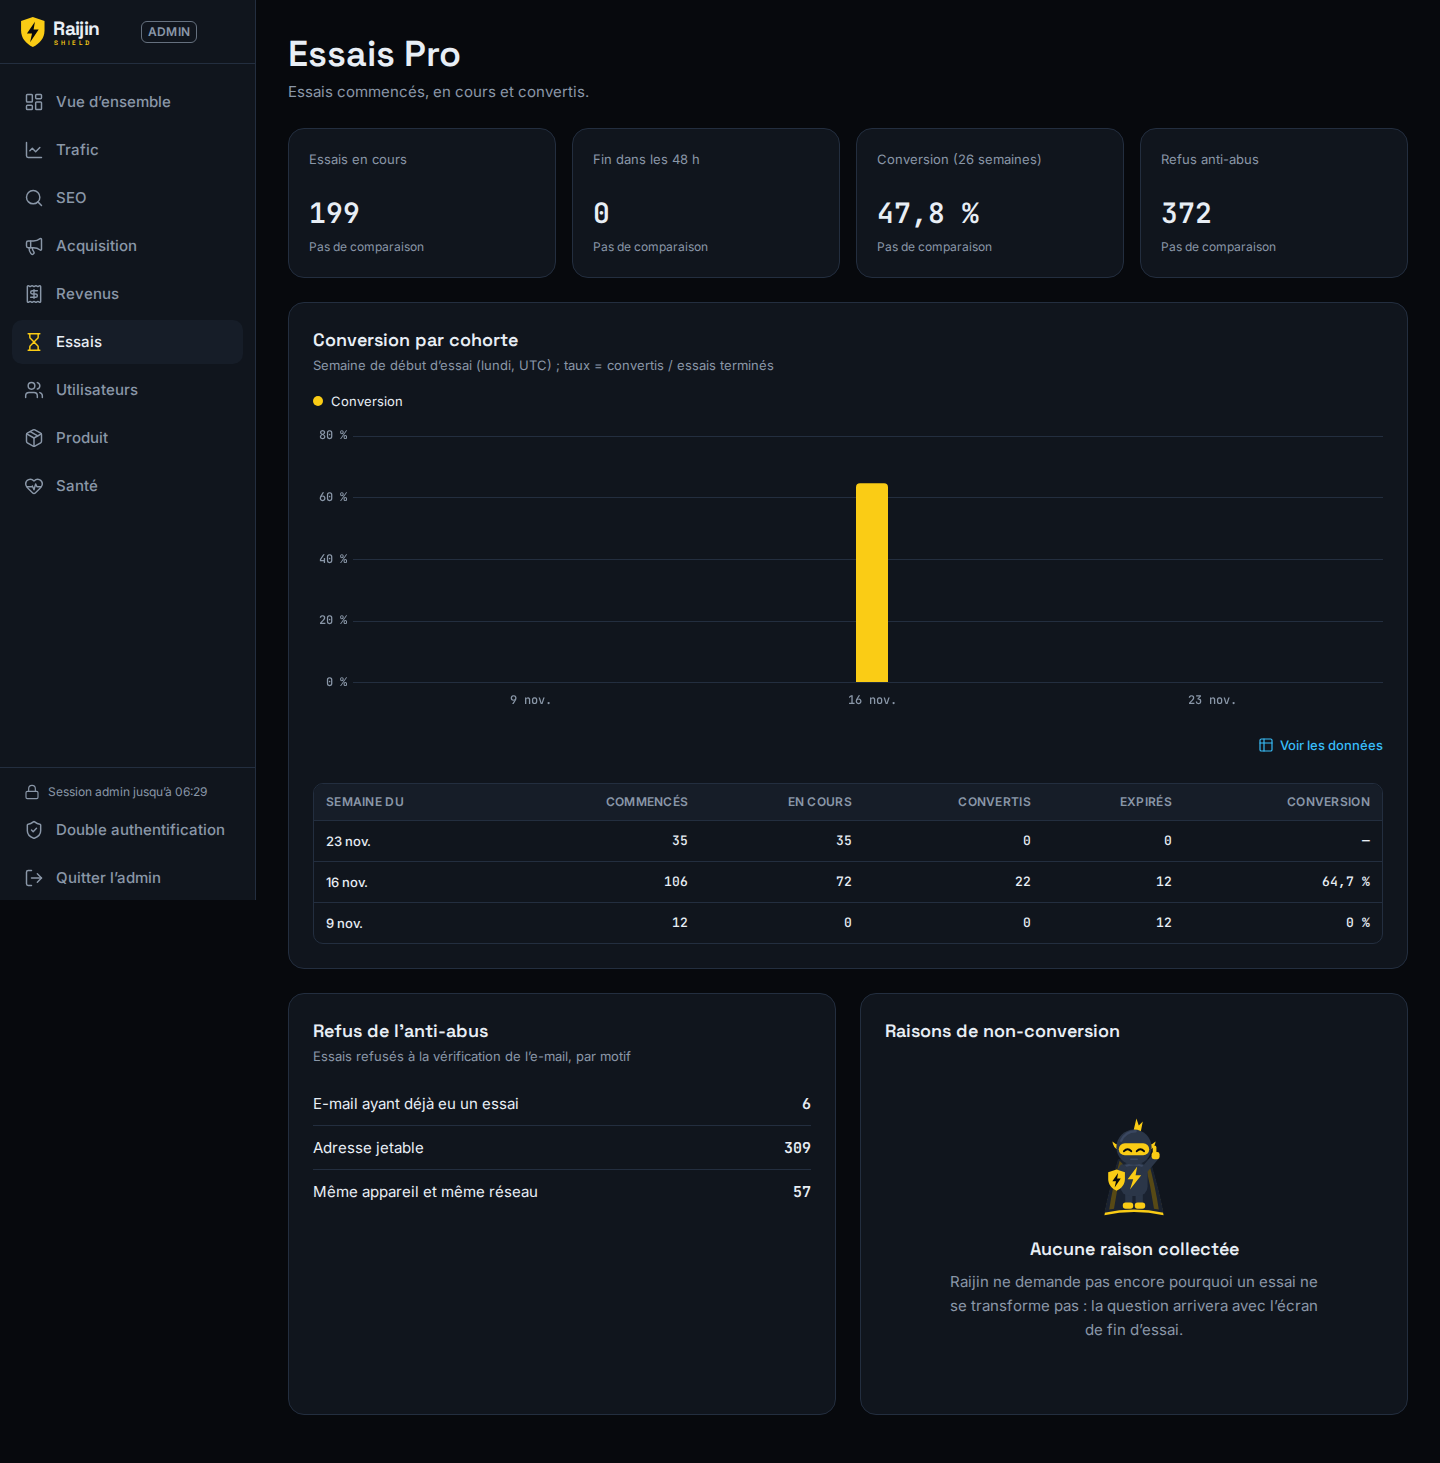 Raijin
SHIELD
ADMIN
Vue d’ensemble
Trafic
SEO
Acquisition
Revenus
Essais
Utilisateurs
Produit
Santé
Session admin jusqu’à 06:29
Double authentification
Quitter l’admin
Essais Pro
Essais commencés, en cours et convertis.
Essais en cours
199
Pas de comparaison
Fin dans les 48 h
0
Pas de comparaison
Conversion (26 semaines)
47,8 %
Pas de comparaison
Refus anti-abus
372
Pas de comparaison
Conversion par cohorte
Semaine de début d’essai (lundi, UTC) ; taux = convertis / essais terminés
Conversion
80 %
60 %
40 %
20 %
0 %
9 nov. 16 nov. 23 nov.
Voir les données
SEMAINE DU COMMENCÉS EN COURS CONVERTIS EXPIRÉS CONVERSION
23 nov. 35 35 0 0 —
16 nov. 106 72 22 12 64,7 %
9 nov. 12 0 0 12 0 %
Refus de l’anti-abus
Essais refusés à la vérification de l’e-mail, par motif
E-mail ayant déjà eu un essai 6
Adresse jetable 309
Même appareil et même réseau 57
Raisons de non-conversion
Aucune raison collectée
Raijin ne demande pas encore pourquoi un essai ne
se transforme pas : la question arrivera avec l’écran
de fin d’essai.